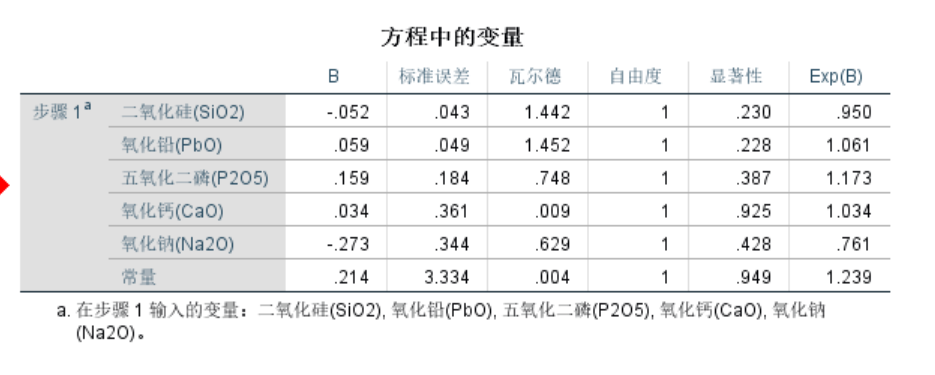 方程中的变量
B 标准误差 瓦尔德 自由度 显著性 Exp(B)
步骤 1a 二氧化硅(SiO2) -.052 .043 1.442 1 .230 .950
氧化铅(PbO) .059 .049 1.452 1 .228 1.061
五氧化二磷(P2O5) .159 .184 .748 1 .387 1.173
氧化钙(CaO) .034 .361 .009 1 .925 1.034
氧化钠(Na2O) -.273 .344 .629 1 .428 .761
常量 .214 3.334 .004 1 .949 1.239
a. 在步骤 1 输入的变量：二氧化硅(SiO2), 氧化铅(PbO), 五氧化二磷(P2O5), 氧化钙(CaO), 氧化钠
(Na2O)。